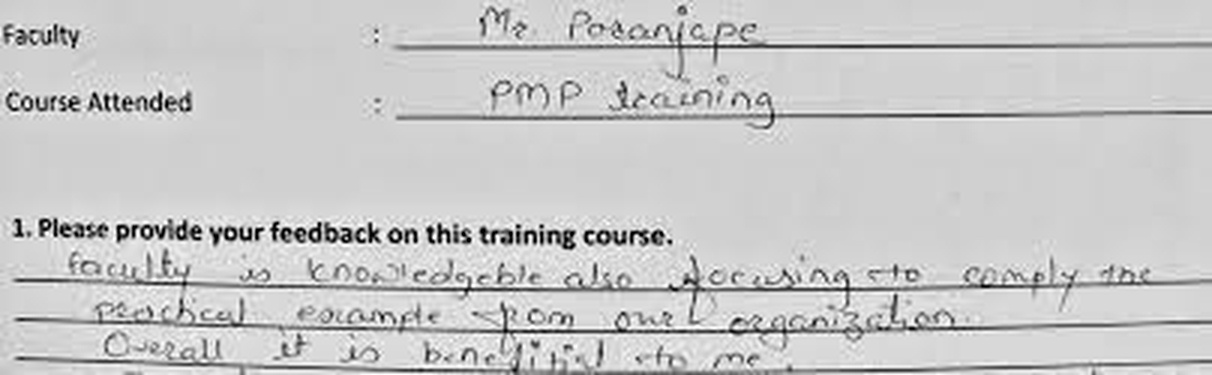 Faculty : Mr. Paranjape
Course Attended : PMP training
1. Please provide your feedback on this training course.
faculty is knowledgeble also focusing to comply the
practical example from our organization.
Overall it is benefitial to me.